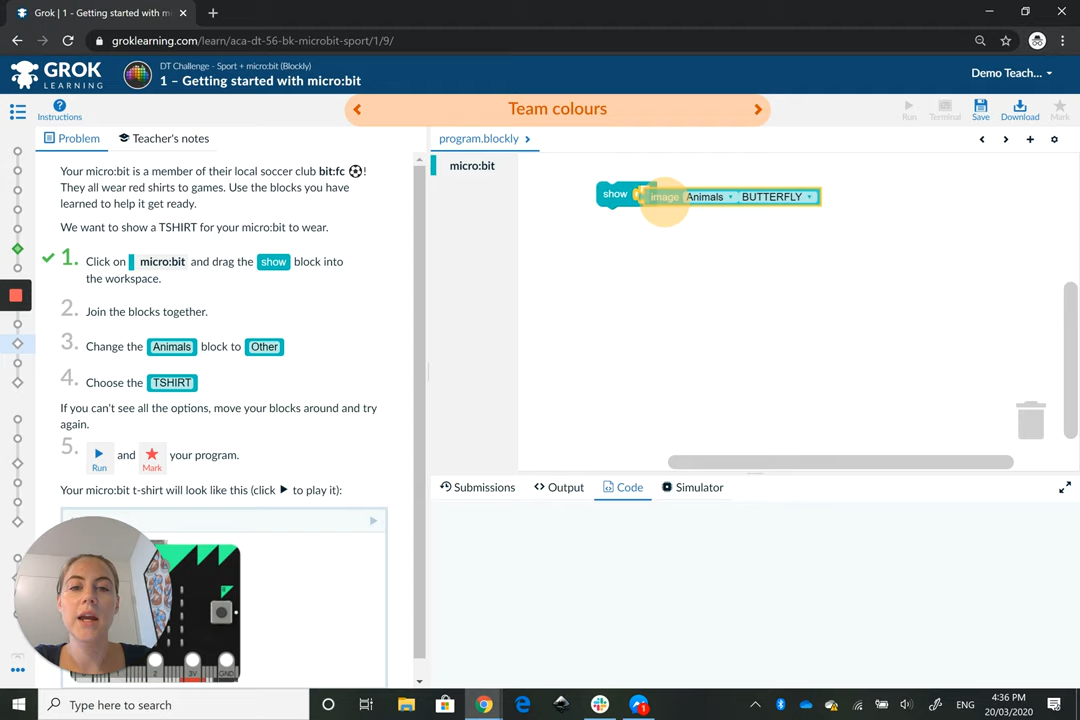 Grok | 1 - Getting started with m
groklearning.com/learn/aca-dt-56-bk-microbit-sport/1/9/
GROK
LEARNING
DT Challenge - Sport + micro:bit (Blockly)
1 – Getting started with micro:bit
Demo Teach...
Instructions
Team colours
Run
Terminal
Save
Download
Mark
Problem
Teacher's notes
program.blockly
Your micro:bit is a member of their local soccer club bit:fc ⚽!
They all wear red shirts to games. Use the blocks you have
learned to help it get ready.
We want to show a TSHIRT for your micro:bit to wear.
1. Click on micro:bit and drag the show block into
the workspace.
2. Join the blocks together.
3. Change the Animals block to Other
4. Choose the TSHIRT
If you can't see all the options, move your blocks around and try
again.
5. Run and Mark your program.
Your micro:bit t-shirt will look like this (click ▶ to play it):
2
3V
GND
micro:bit
show image Animals BUTTERFLY
Submissions
Output
Code
Simulator
Type here to search
1
ENG
4:36 PM
20/03/2020